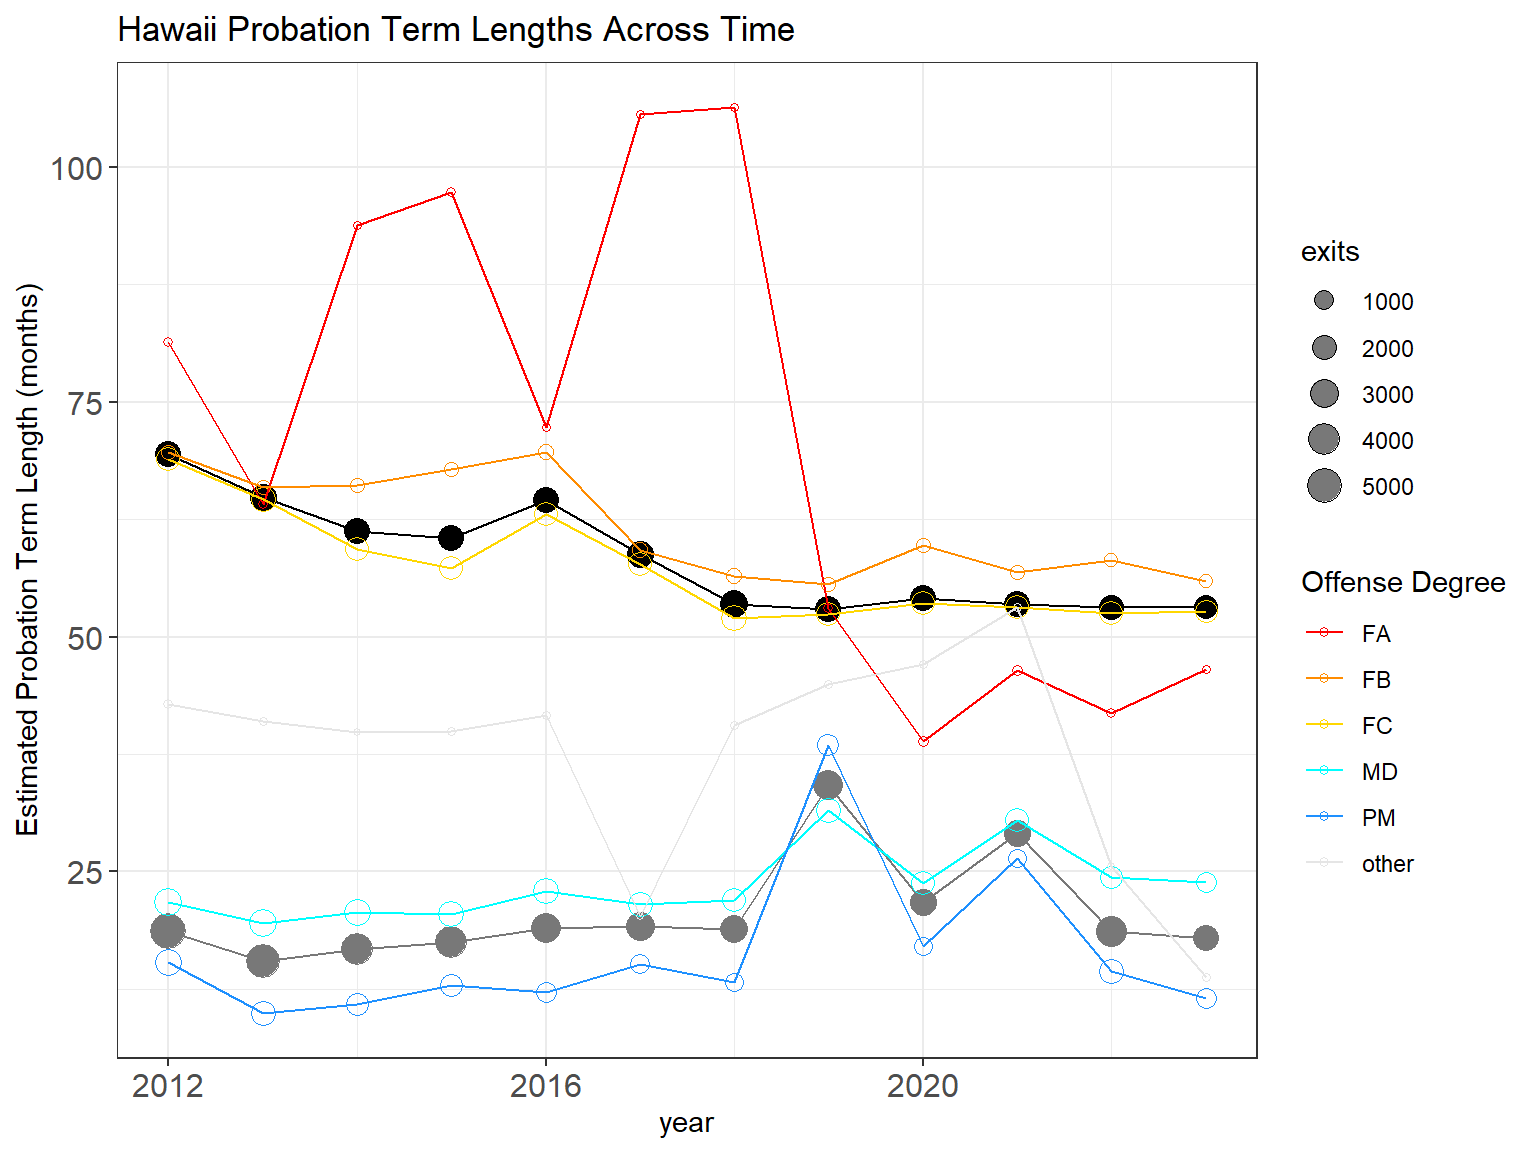 Hawaii Probation Term Lengths Across Time
Estimated Probation Term Length (months)
100
75
50
25
2012
2016
2020
year
exits
1000
2000
3000
4000
5000
Offense Degree
FA
FB
FC
MD
PM
other